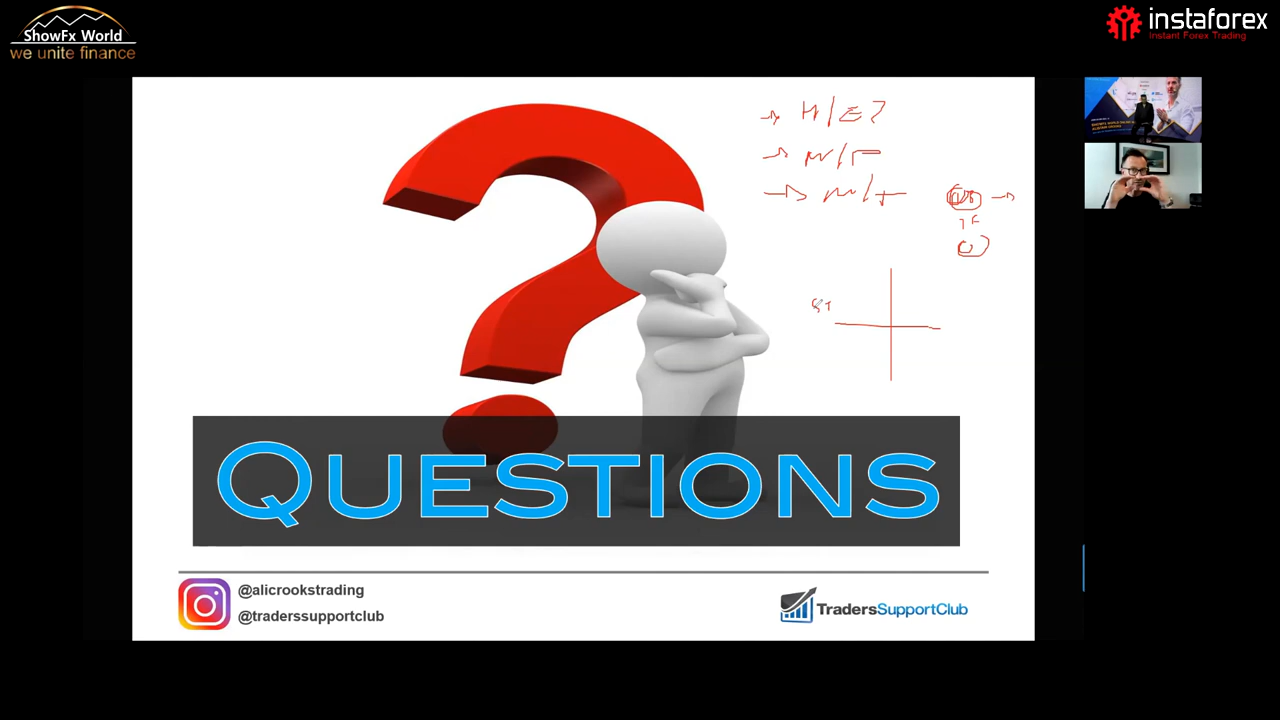 ShowFx World
we unite finance
instaforex
Instant Forex Trading
QUESTIONS
@alicrookstrading
@traderssupportclub
TradersSupportClub